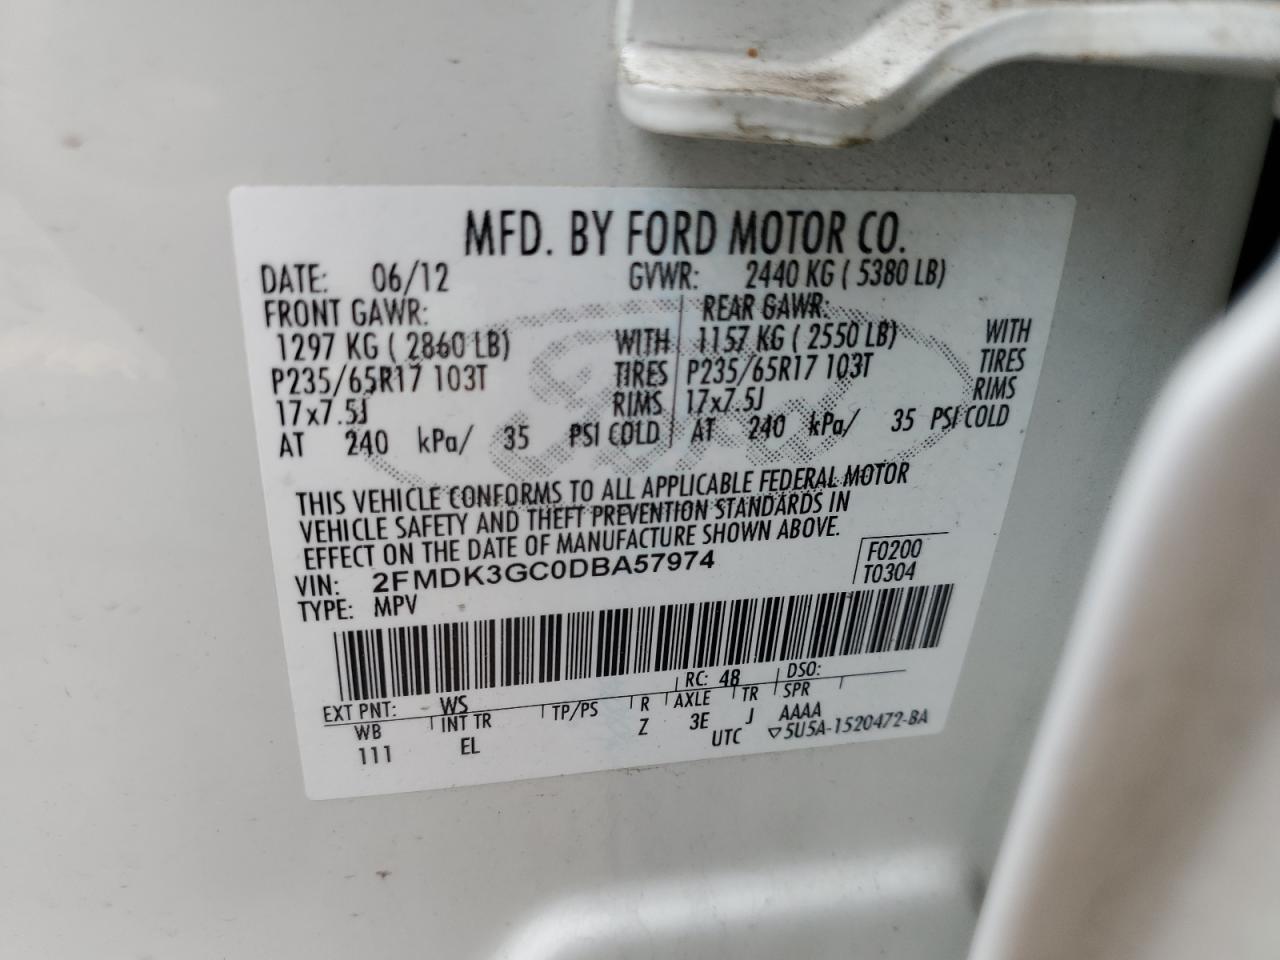 MFD. BY FORD MOTOR CO.
DATE: 06/12 GVWR: 2440 KG ( 5380 LB)
FRONT GAWR: REAR GAWR:
1297 KG ( 2860 LB) WITH 1157 KG ( 2550 LB) WITH
P235/65R17 103T TIRES P235/65R17 103T TIRES
17x7.5J RIMS 17x7.5J RIMS
AT 240 kPa/ 35 PSI COLD AT 240 kPa/ 35 PSI COLD
THIS VEHICLE CONFORMS TO ALL APPLICABLE FEDERAL MOTOR
VEHICLE SAFETY AND THEFT PREVENTION STANDARDS IN
EFFECT ON THE DATE OF MANUFACTURE SHOWN ABOVE.
VIN: 2FMDK3GC0DBA57974 F0200
TYPE: MPV T0304
EXT PNT: WS RC: 48 DSO:
WB INT TR TP/PS R AXLE TR SPR
111 EL Z 3E J AAAA
UTC ▽5U5A-1520472-BA
Ford